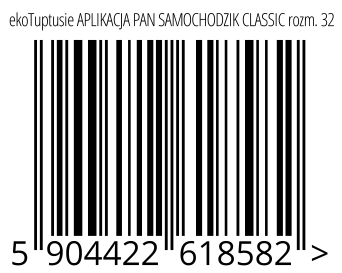 ekoTuptusie APLIKACJA PAN SAMOCHODZIK CLASSIC rozm. 32
5 904422 618582 >